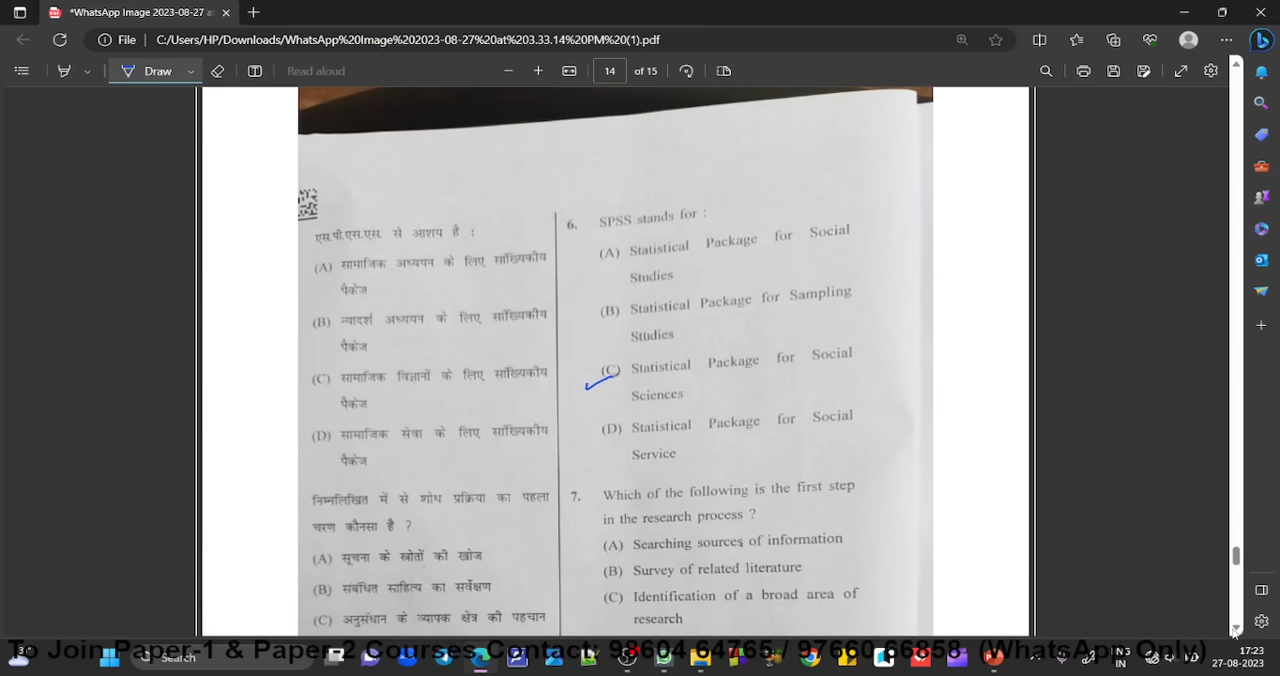 *WhatsApp Image 2023-08-27 at
File
C:/Users/HP/Downloads/WhatsApp%20Image%202023-08-27%20at%203.33.14%20PM%20(1).pdf
Draw
Read aloud
14
of 15
एस.पी.एस.एस. से आशय है :
(A) सामाजिक अध्ययन के लिए सांख्यिकीय
पैकेज
(B) न्यादर्श अध्ययन के लिए सांख्यिकीय
पैकेज
(C) सामाजिक विज्ञानों के लिए सांख्यिकीय
पैकेज
(D) सामाजिक सेवा के लिए सांख्यिकीय
पैकेज
निम्नलिखित में से शोध प्रक्रिया का पहला
चरण कौनसा है ?
(A) सूचना के स्त्रोतों की खोज
(B) संबंधित साहित्य का सर्वेक्षण
(C) अनुसंधान के व्यापक क्षेत्र की पहचान
6. SPSS stands for :
(A) Statistical Package for Social
Studies
(B) Statistical Package for Sampling
Studies
(C) Statistical Package for Social
Sciences
(D) Statistical Package for Social
Service
7. Which of the following is the first step
in the research process ?
(A) Searching sources of information
(B) Survey of related literature
(C) Identification of a broad area of
research
To Join Paper-1 & Paper-2 Courses Contact: 98604 64765 / 97660 66858 (WhatsApp Only)
Search
ENG
IN
17:23
27-08-2023